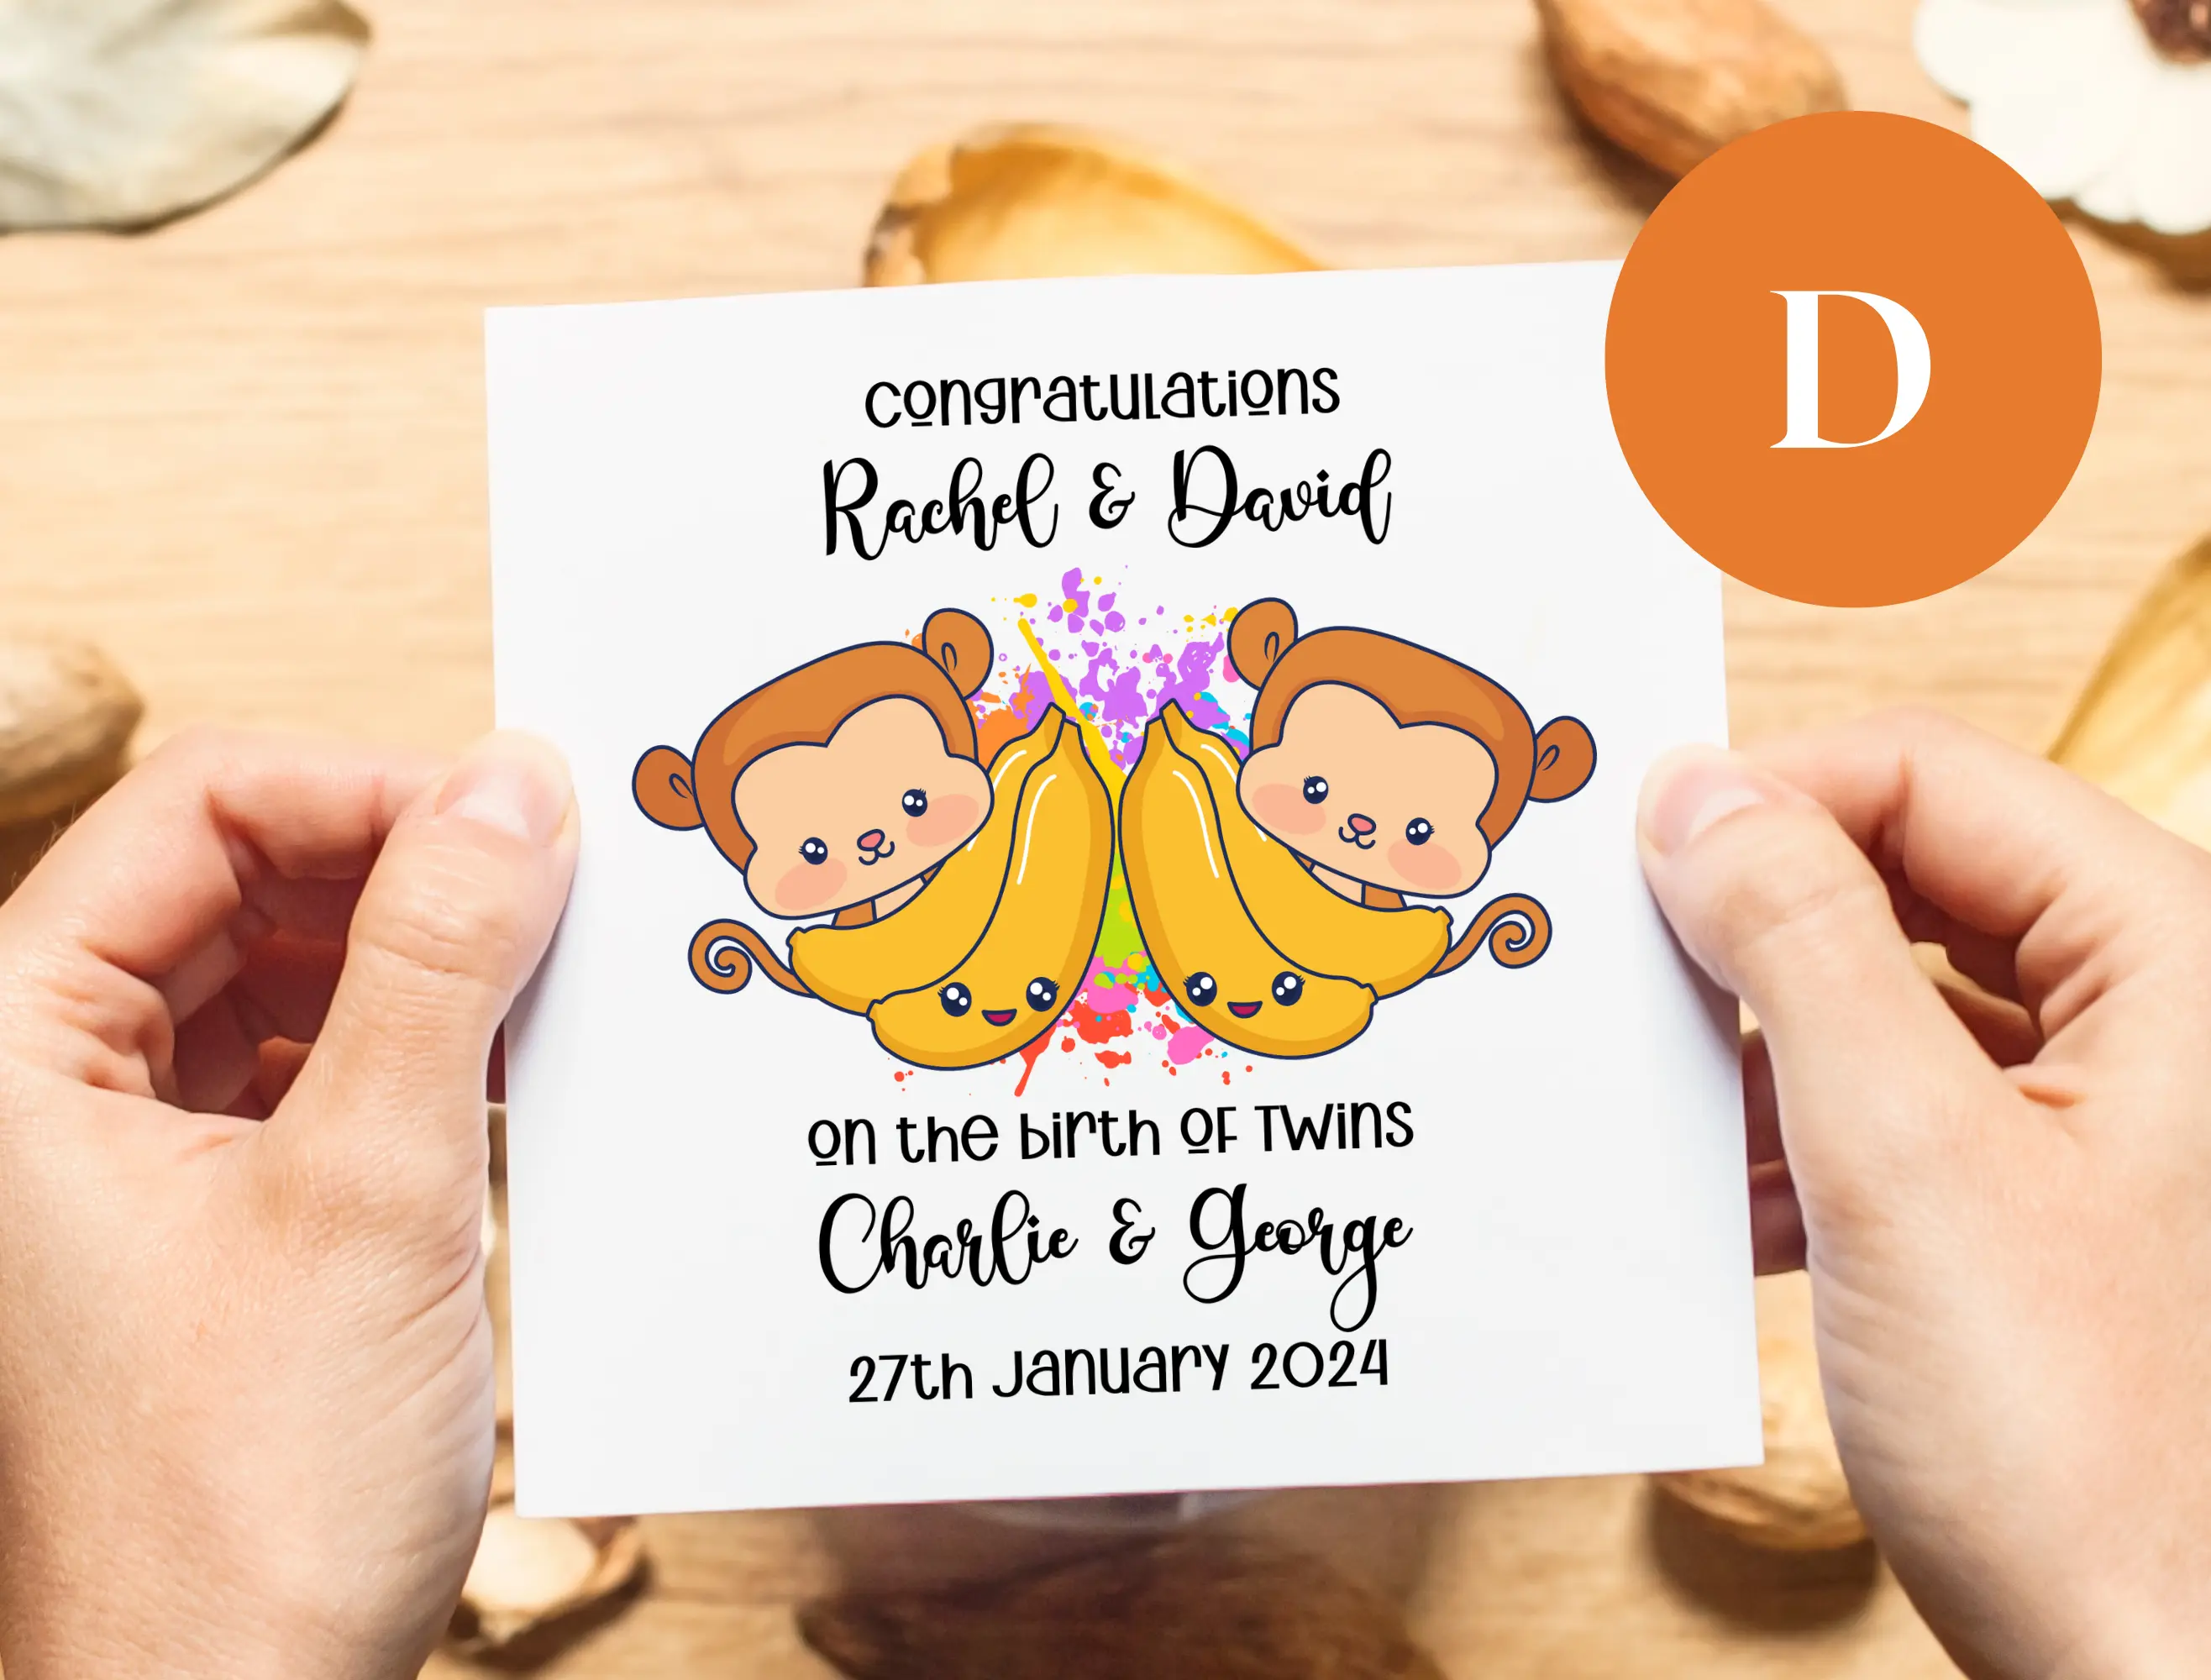 D
congratulations
Rachel & David
on the birth of Twins
Charlie & George
27th January 2024